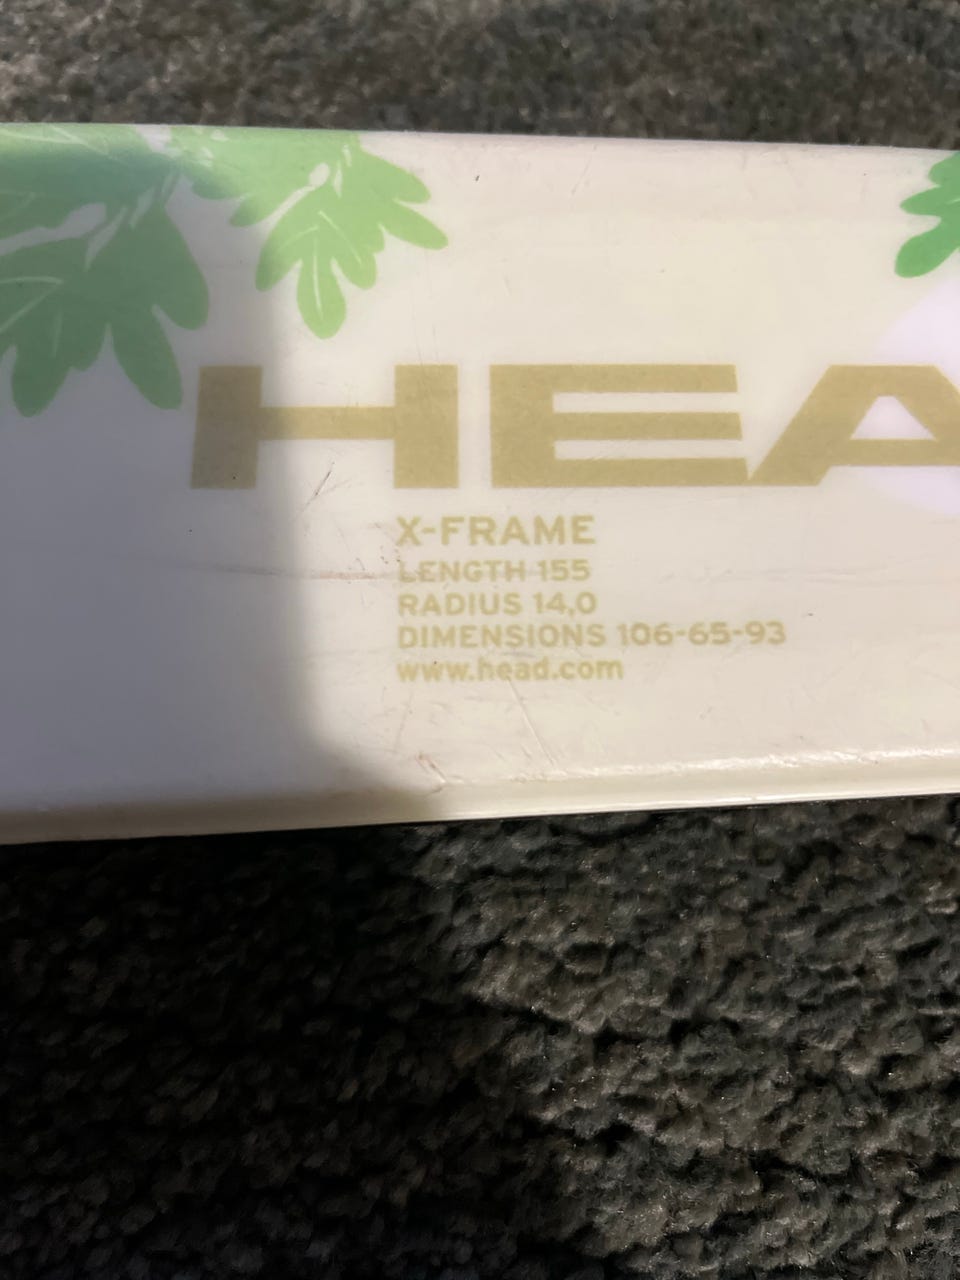 HEA
X-FRAME
LENGTH 155
RADIUS 14,0
DIMENSIONS 106-65-93
www.head.com